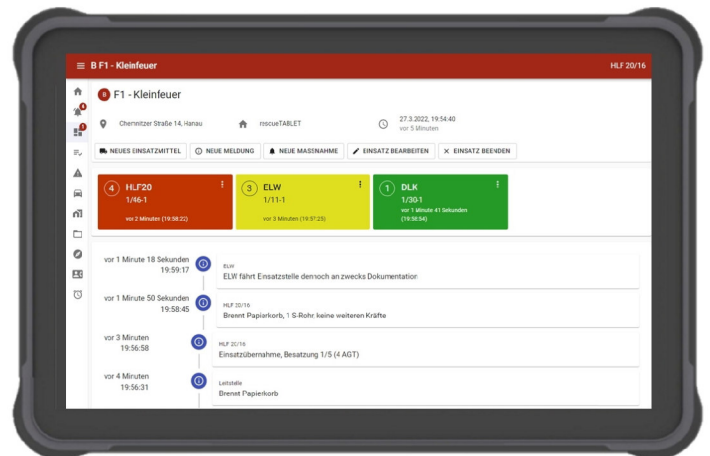 B F1 - Kleinfeuer
HLF 20/16
B
F1 - Kleinfeuer
Chemnitzer Straße 14, Hanau
rescueTABLET
27.3.2022, 19:54:40
vor 5 Minuten
NEUES EINSATZMITTEL
NEUE MELDUNG
NEUE MASSNAHME
EINSATZ BEARBEITEN
EINSATZ BEENDEN
4
HLF20
1/46-1
vor 2 Minuten (19:58:22)
3
ELW
1/11-1
vor 3 Minuten (19:57:25)
1
DLK
1/30-1
vor 1 Minute 41 Sekunden
(19:58:54)
vor 1 Minute 18 Sekunden
19:59:17
ELW
ELW fährt Einsatzstelle dennoch an zwecks Dokumentation
vor 1 Minute 50 Sekunden
19:58:45
HLF 20/16
Brennt Papierkorb, 1 S-Rohr, keine weiteren Kräfte
vor 3 Minuten
19:56:58
HLF 20/16
Einsatzübernahme, Besatzung 1/5 (4 AGT)
vor 4 Minuten
19:56:31
Leitstelle
Brennt Papierkorb